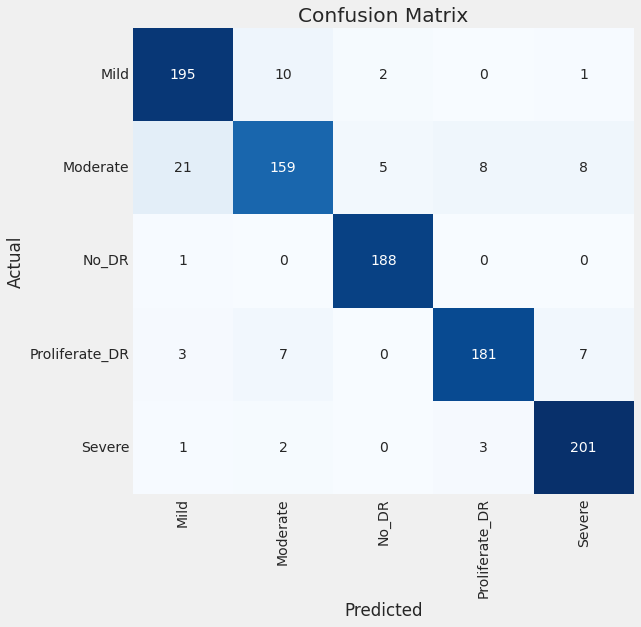 Confusion Matrix
Actual
Mild 195 10 2 0 1
Moderate 21 159 5 8 8
No_DR 1 0 188 0 0
Proliferate_DR 3 7 0 181 7
Severe 1 2 0 3 201
Mild Moderate No_DR Proliferate_DR Severe
Predicted